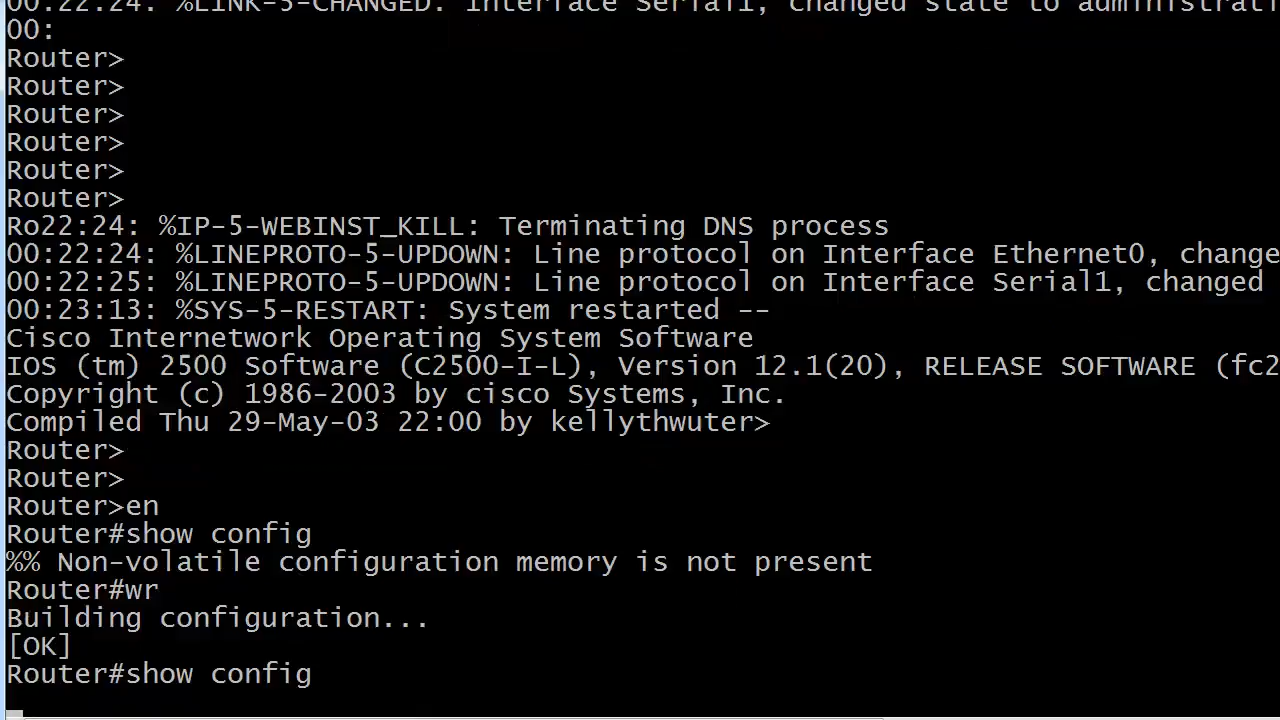 00:22:24: %LINK-5-CHANGED: Interface Serial1, changed state to administrati
00:
Router>
Router>
Router>
Router>
Router>
Router>
Ro22:24: %IP-5-WEBINST_KILL: Terminating DNS process
00:22:24: %LINEPROTO-5-UPDOWN: Line protocol on Interface Ethernet0, change
00:22:25: %LINEPROTO-5-UPDOWN: Line protocol on Interface Serial1, changed
00:23:13: %SYS-5-RESTART: System restarted --
Cisco Internetwork Operating System Software
IOS (tm) 2500 Software (C2500-I-L), Version 12.1(20), RELEASE SOFTWARE (fc2
Copyright (c) 1986-2003 by cisco Systems, Inc.
Compiled Thu 29-May-03 22:00 by kellythwuter>
Router>
Router>
Router>en
Router#show config
%% Non-volatile configuration memory is not present
Router#wr
Building configuration...
[OK]
Router#show config